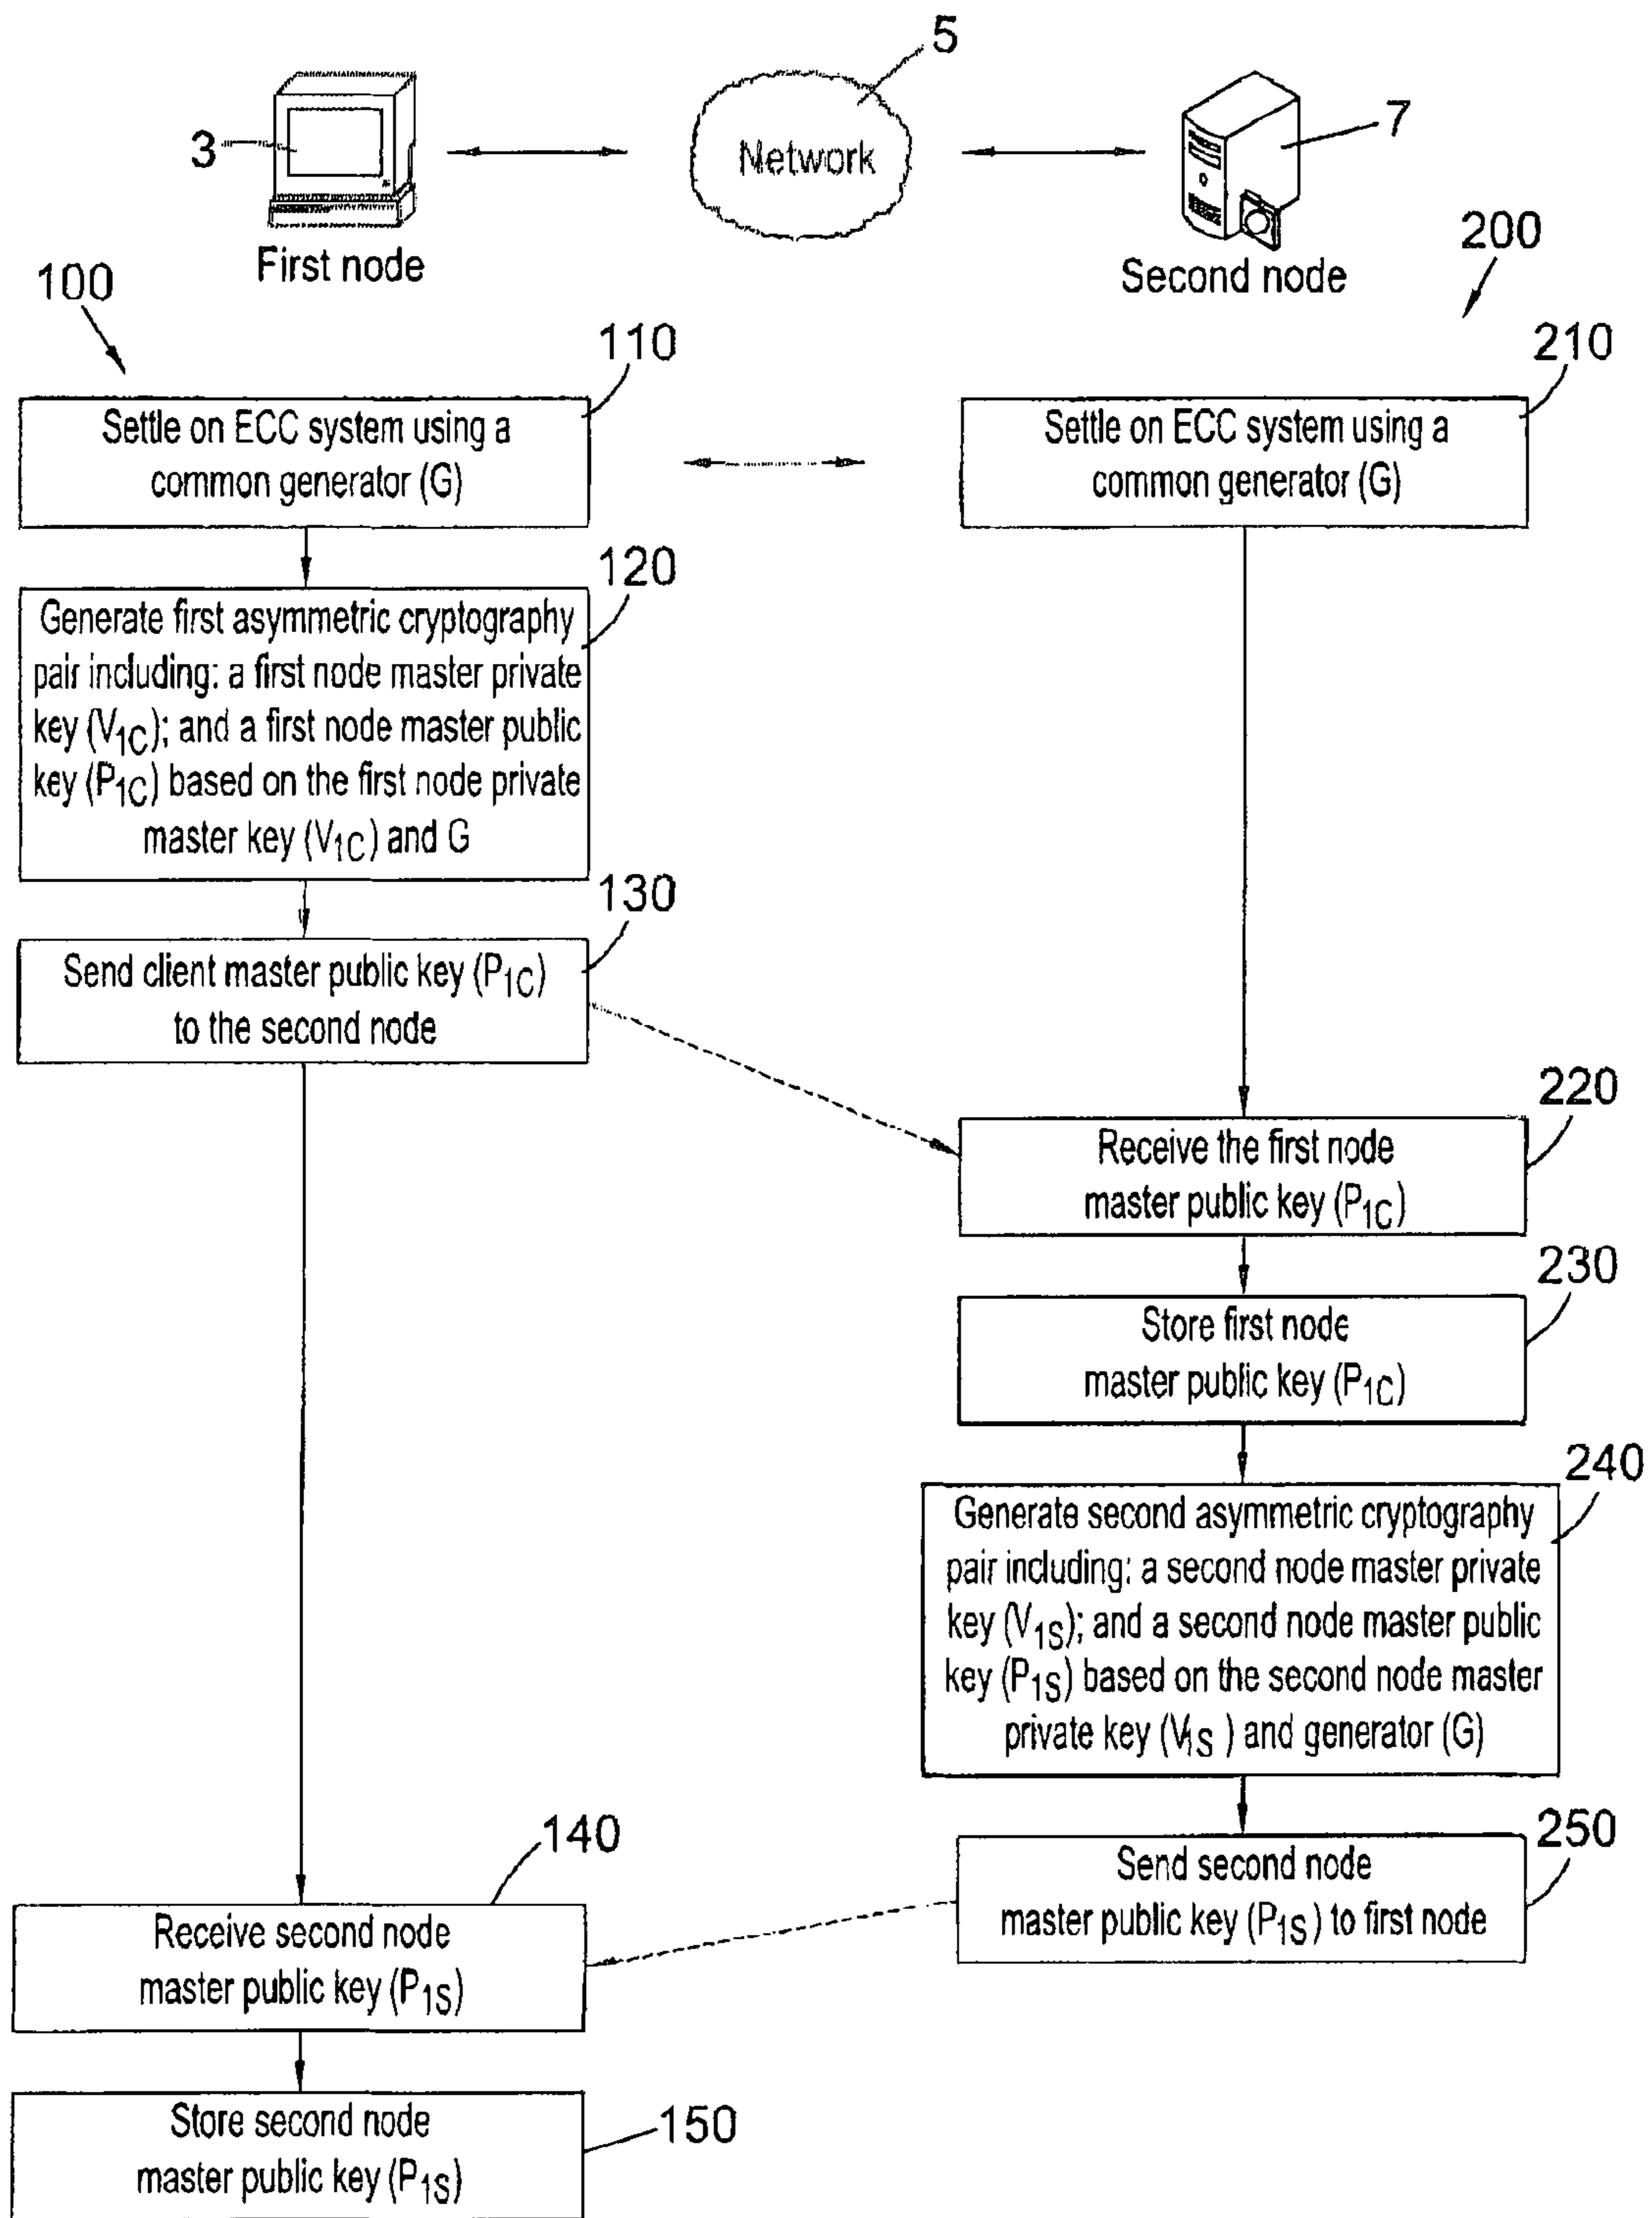 5
3
Network
7
First node
Second node
100
200
110
Settle on ECC system using a
common generator (G)
210
Settle on ECC system using a
common generator (G)
120
Generate first asymmetric cryptography
pair including: a first node master private
key (V1C); and a first node master public
key (P1C) based on the first node private
master key (V1C) and G
130
Send client master public key (P1C)
to the second node
220
Receive the first node
master public key (P1C)
230
Store first node
master public key (P1C)
240
Generate second asymmetric cryptography
pair including: a second node master private
key (V1S); and a second node master public
key (P1S) based on the second node master
private key (V1S ) and generator (G)
250
Send second node
master public key (P1S) to first node
140
Receive second node
master public key (P1S)
150
Store second node
master public key (P1S)